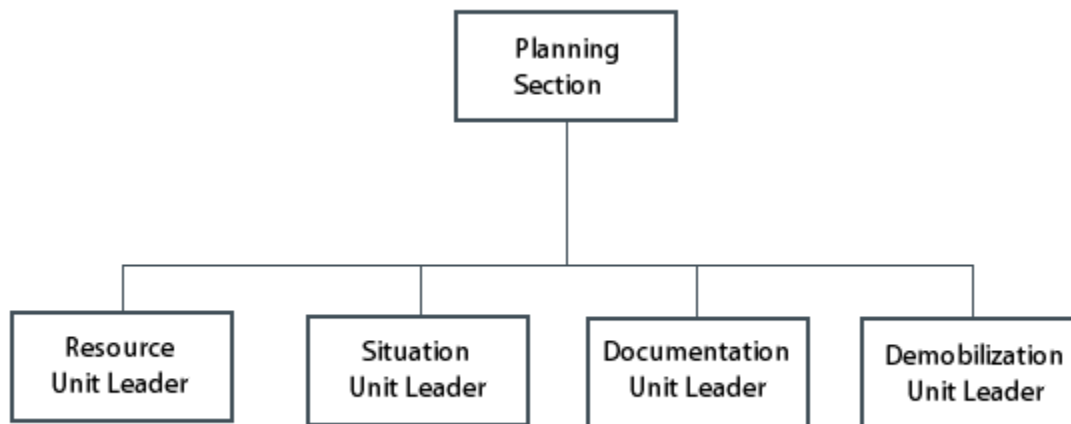 Planning
Section
Resource
Unit Leader
Situation
Unit Leader
Documentation
Unit Leader
Demobilization
Unit Leader